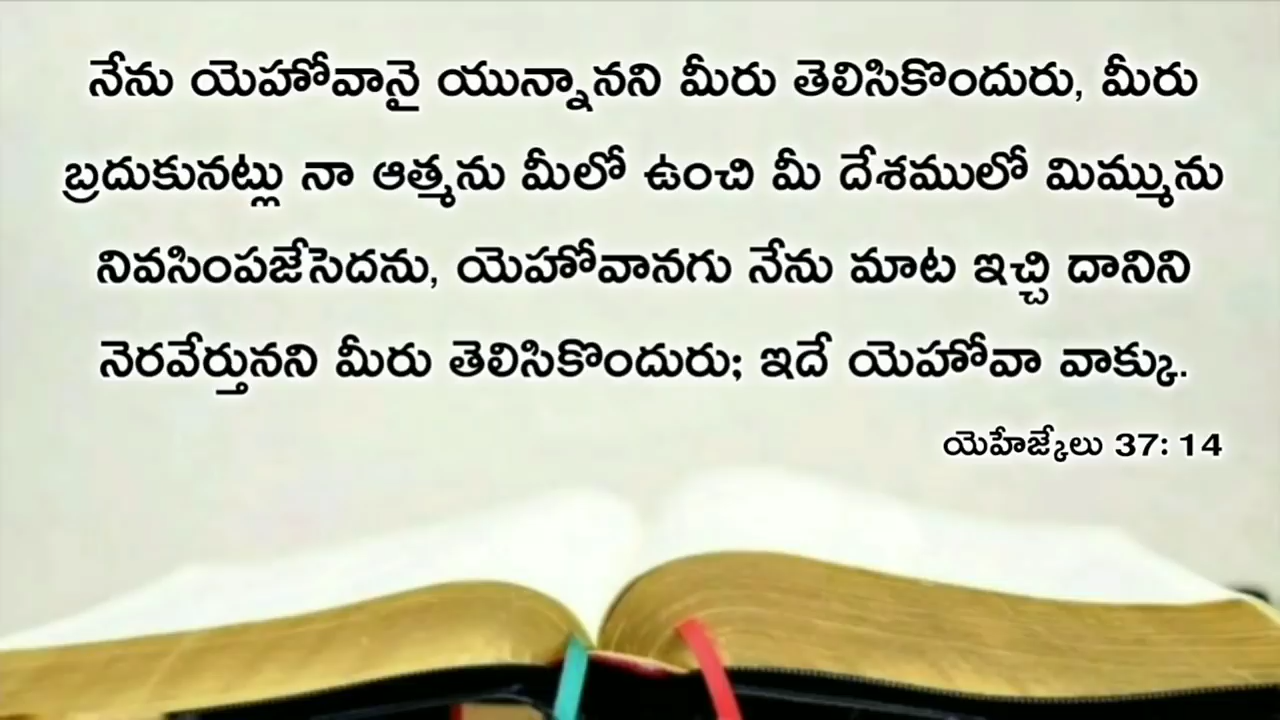 నేను యెహోవానై యున్నానని మీరు తెలిసికొందురు, మీరు
బ్రదుకునట్లు నా ఆత్మను మీలో ఉంచి మీ దేశములో మిమ్మును
నివసింపజేసెదను, యెహోవానగు నేను మాట ఇచ్చి దానిని
నెరవేర్తునని మీరు తెలిసికొందురు; ఇదే యెహోవా వాక్కు.
యెహేజ్కేలు 37: 14